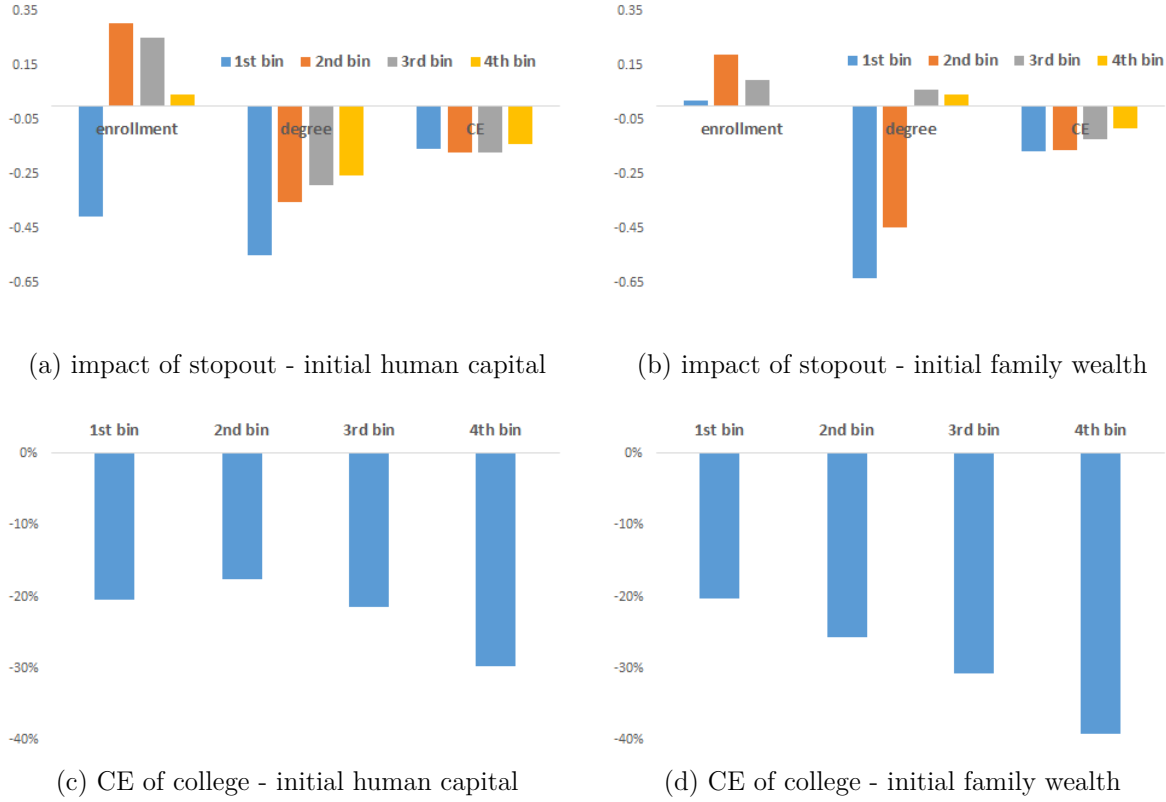 0.35
0.15
-0.05
-0.25
-0.45
-0.65
1st bin 2nd bin 3rd bin 4th bin
enrollment degree CE
(a) impact of stopout - initial human capital
0.35
0.15
-0.05
-0.25
-0.45
-0.65
1st bin 2nd bin 3rd bin 4th bin
enrollment degree CE
(b) impact of stopout - initial family wealth
1st bin 2nd bin 3rd bin 4th bin
0%
-10%
-20%
-30%
-40%
(c) CE of college - initial human capital
1st bin 2nd bin 3rd bin 4th bin
0%
-10%
-20%
-30%
-40%
(d) CE of college - initial family wealth